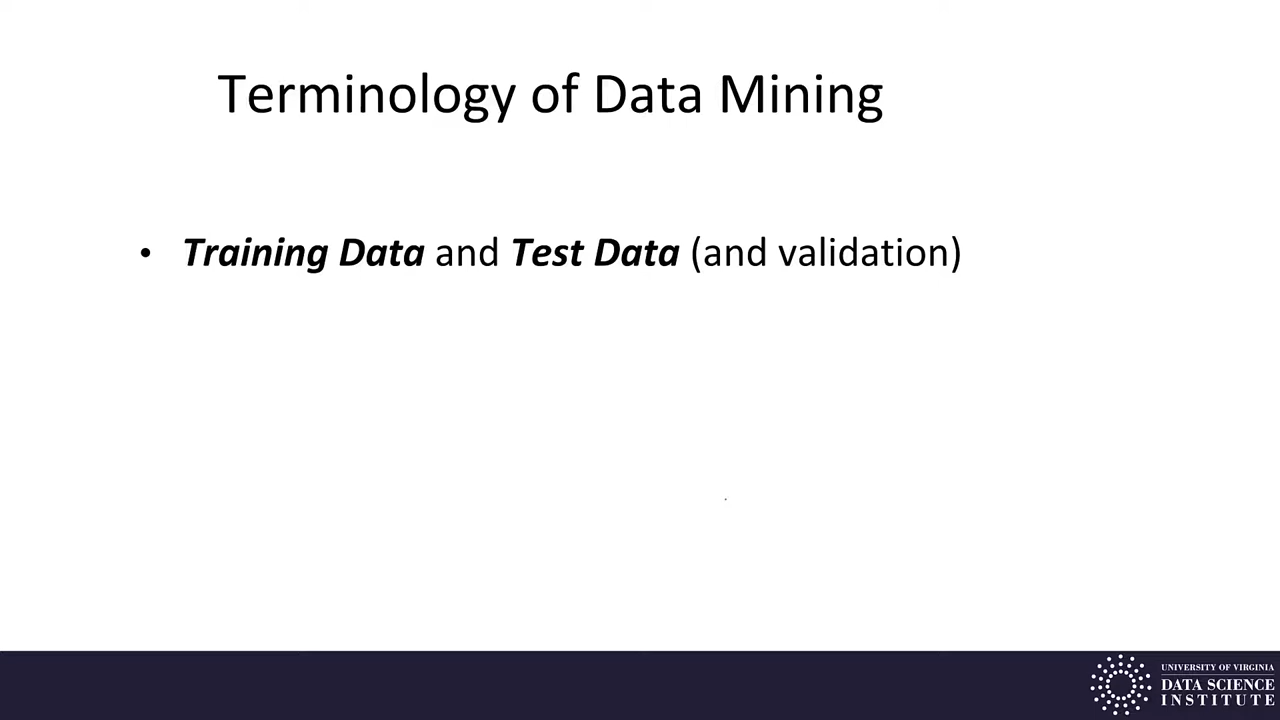 Terminology of Data Mining
• Training Data and Test Data (and validation)
UNIVERSITY OF VIRGINIA
DATA SCIENCE
INSTITUTE